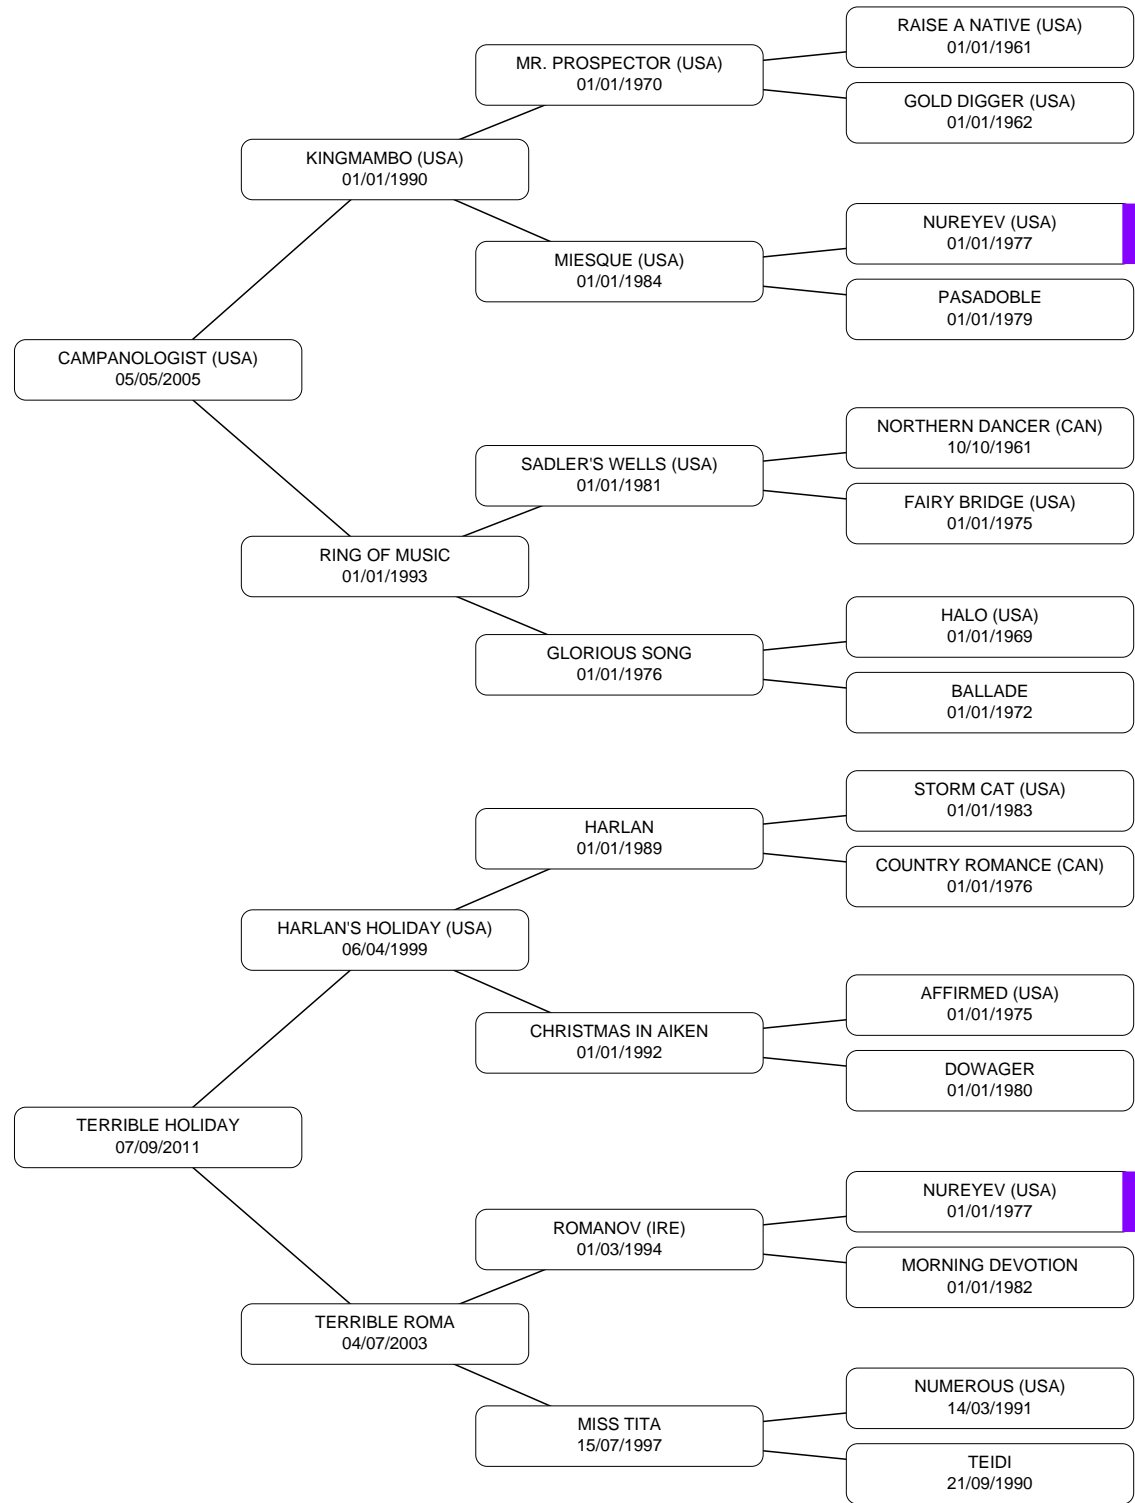 RAISE A NATIVE (USA)
01/01/1961
MR. PROSPECTOR (USA)
01/01/1970
GOLD DIGGER (USA)
01/01/1962
KINGMAMBO (USA)
01/01/1990
NUREYEV (USA)
01/01/1977
MIESQUE (USA)
01/01/1984
PASADOBLE
01/01/1979
CAMPANOLOGIST (USA)
05/05/2005
NORTHERN DANCER (CAN)
10/10/1961
SADLER'S WELLS (USA)
01/01/1981
FAIRY BRIDGE (USA)
01/01/1975
RING OF MUSIC
01/01/1993
HALO (USA)
01/01/1969
GLORIOUS SONG
01/01/1976
BALLADE
01/01/1972
STORM CAT (USA)
01/01/1983
HARLAN
01/01/1989
COUNTRY ROMANCE (CAN)
01/01/1976
HARLAN'S HOLIDAY (USA)
06/04/1999
AFFIRMED (USA)
01/01/1975
CHRISTMAS IN AIKEN
01/01/1992
DOWAGER
01/01/1980
TERRIBLE HOLIDAY
07/09/2011
NUREYEV (USA)
01/01/1977
ROMANOV (IRE)
01/03/1994
MORNING DEVOTION
01/01/1982
TERRIBLE ROMA
04/07/2003
NUMEROUS (USA)
14/03/1991
MISS TITA
15/07/1997
TEIDI
21/09/1990